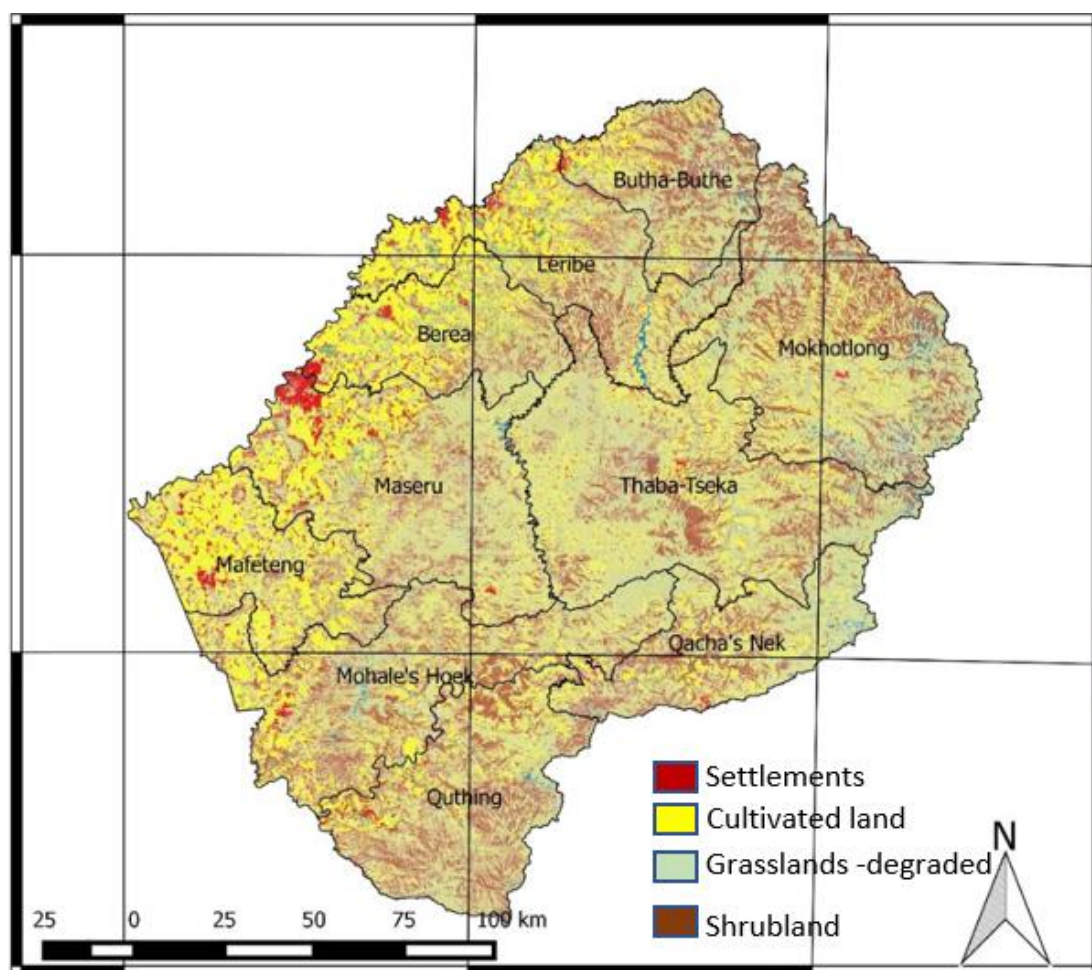 Butha-Buthe
Leribe
Berea
Mokhotlong
Maseru
Thaba-Tseka
Mafeteng
Qacha's Nek
Mohale's Hoek
Quthing
Settlements
Cultivated land
Grasslands -degraded
Shrubland
N
25 0 25 50 75 100 km